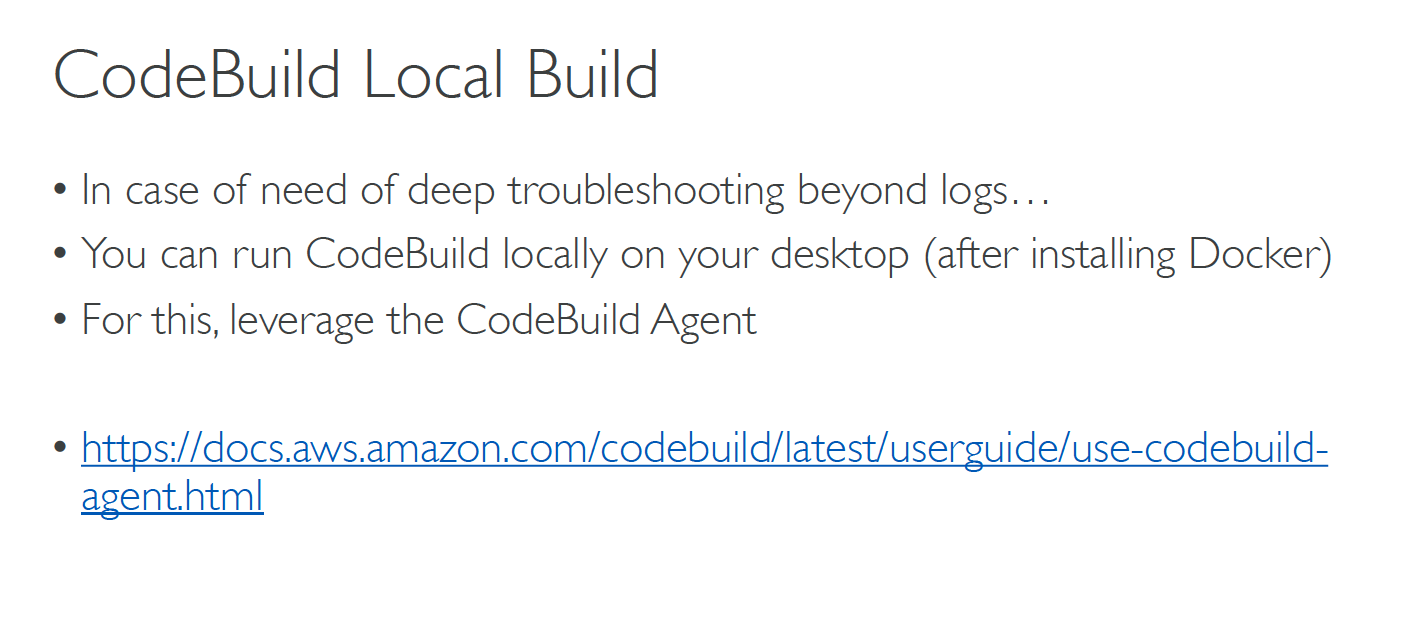 CodeBuild Local Build
• In case of need of deep troubleshooting beyond logs…
• You can run CodeBuild locally on your desktop (after installing Docker)
• For this, leverage the CodeBuild Agent
• https://docs.aws.amazon.com/codebuild/latest/userguide/use-codebuild-
agent.html